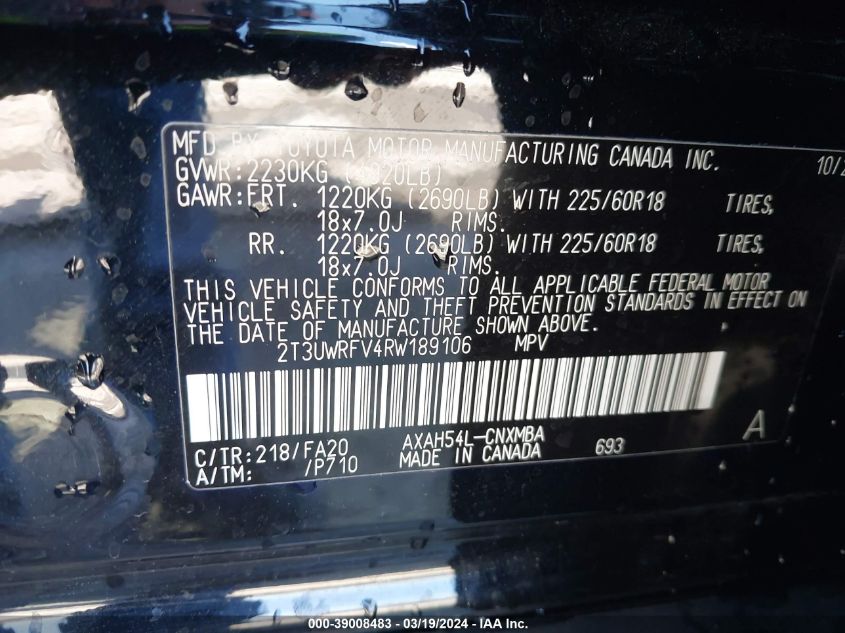 MFD BY TOYOTA MOTOR MANUFACTURING CANADA INC. 10/2
GVWR: 2230KG (4920LB)
GAWR: FRT. 1220KG (2690LB) WITH 225/60R18 TIRES,
18x7.0J RIMS.
RR. 1220KG (2690LB) WITH 225/60R18 TIRES,
18x7.0J RIMS.
THIS VEHICLE CONFORMS TO ALL APPLICABLE FEDERAL MOTOR
VEHICLE SAFETY AND THEFT PREVENTION STANDARDS IN EFFECT ON
THE DATE OF MANUFACTURE SHOWN ABOVE.
2T3UWRFV4RW189106 MPV
C/TR: 218/FA20 AXAH54L-CNXMBA 693 A
A/TM: /P710 MADE IN CANADA
000-39008483 - 03/19/2024 - IAA Inc.